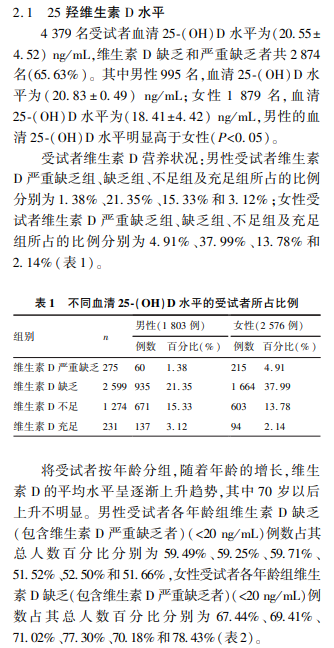 2.1 25 羟维生素 D 水平
4 379 名受试者血清 25-(OH)D 水平为(20.55±
4.52) ng/mL,维生素 D 缺乏和严重缺乏者共 2 874
名(65.63%)。其中男性 995 名,血清 25-(OH)D 水
平为(20.83±0.49) ng/mL;女性 1 879 名,血清
25-(OH)D 水平为(18.41±4.42) ng/mL,男性的血
清 25-(OH)D 水平明显高于女性(P<0.05)。
受试者维生素 D 营养状况:男性受试者维生素
D 严重缺乏组、缺乏组、不足组及充足组所占的比例
分别为 1.38%、21.35%、15.33%和 3.12%;女性受
试者维生素 D 严重缺乏组、缺乏组、不足组及充足
组所占的比例分别为 4.91%、37.99%、13.78%和
2.14%(表1)。
表 1 不同血清 25-(OH)D 水平的受试者所占比例
组别 n 男性(1 803 例) 女性(2 576 例)
例数 百分比(%) 例数 百分比(%)
维生素 D 严重缺乏 275 60 1.38 215 4.91
维生素 D 缺乏 2 599 935 21.35 1 664 37.99
维生素 D 不足 1 274 671 15.33 603 13.78
维生素 D 充足 231 137 3.12 94 2.14
将受试者按年龄分组,随着年龄的增长,维生
素 D 的平均水平呈逐渐上升趋势,其中 70 岁以后
上升不明显。男性受试者各年龄组维生素 D 缺乏
(包含维生素 D 严重缺乏者)(<20 ng/mL)例数占其
总人数百分比分别为 59.49%、59.25%、59.71%、
51.52%、52.50%和 51.66%,女性受试者各年龄组维生
素 D 缺乏(包含维生素 D 严重缺乏者)(<20 ng/mL)例
数占其总人数百分比分别为 67.44%、69.41%、
71.02%、77.30%、70.18%和 78.43%(表2)。